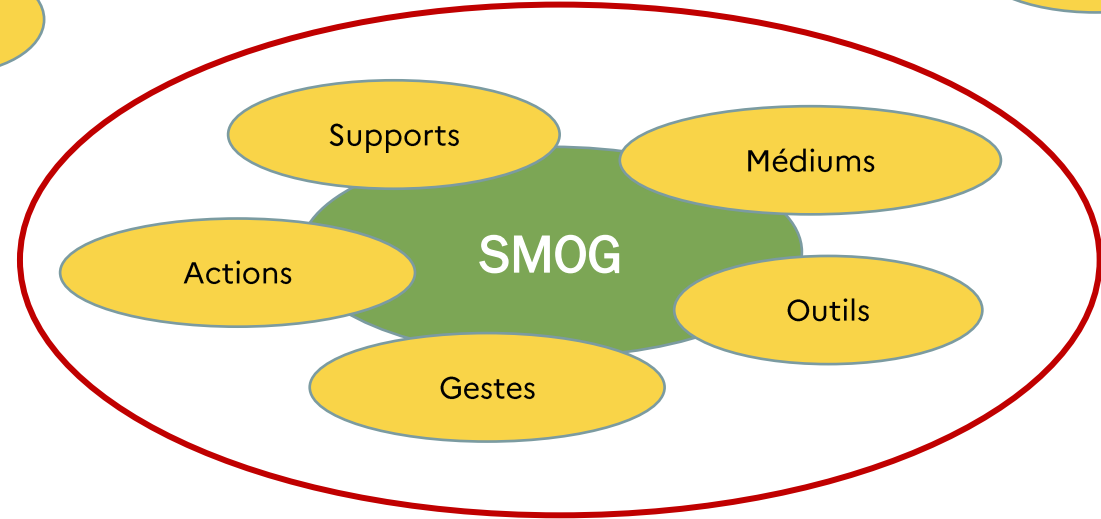 Supports
Médiums
SMOG
Actions
Outils
Gestes